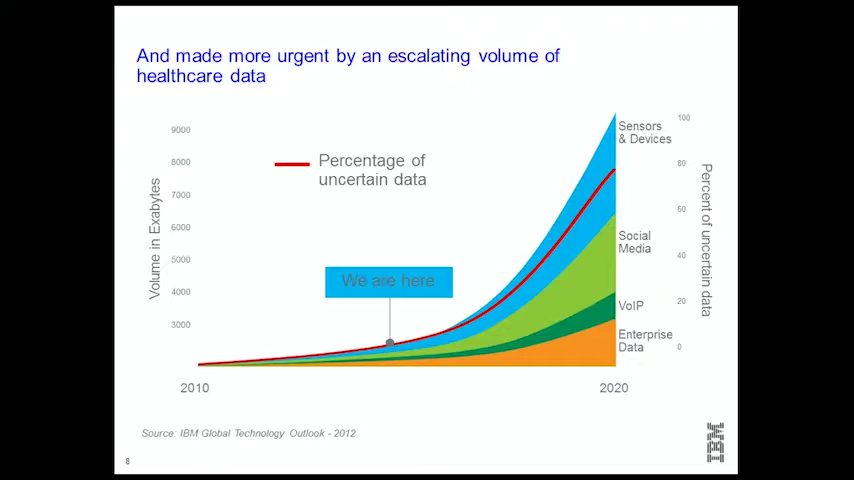 And made more urgent by an escalating volume of
healthcare data
9000
8000
7000
6000
5000
4000
3000
Volume in Exabytes
Percentage of
uncertain data
We are here
Sensors
& Devices
Social
Media
VoIP
Enterprise
Data
100
80
60
40
20
0
Percent of uncertain data
2010
2020
Source: IBM Global Technology Outlook - 2012
8
IBM